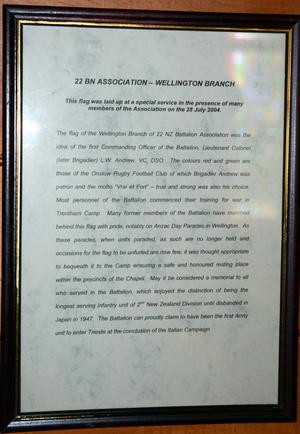 22 BN ASSOCIATION – WELLINGTON BRANCH
This flag was laid up at a special service in the presence of many
members of the Association on the 28 July 2004.
The flag of the Wellington Branch of 22 NZ Battalion Association was the
idea of the first Commanding Officer of the Battalion, Lieutenant Colonel
(later Brigadier) L.W. Andrew, VC, DSO. The colours red and green are
those of the Onslow Rugby Football Club of which Brigadier Andrew was
patron and the motto "Vrai et Fort" – true and strong was also his choice.
Most personnel of the Battalion commenced their training for war in
Trentham Camp. Many former members of the Battalion have marched
behind this flag with pride, notably on Anzac Day Parades in Wellington. As
these parades, when units paraded, as such are no longer held and
occasions for the flag to be unfurled are now few, it was thought appropriate
to bequeath it to the Camp ensuring a safe and honoured resting place
within the precincts of the Chapel. May it be considered a memorial to all
who served in the Battalion, which enjoyed the distinction of being the
longest serving Infantry unit of 2nd New Zealand Division until disbanded in
Japan in 1947. The Battalion can proudly claim to have been the first Army
unit to enter Trieste at the conclusion of the Italian Campaign